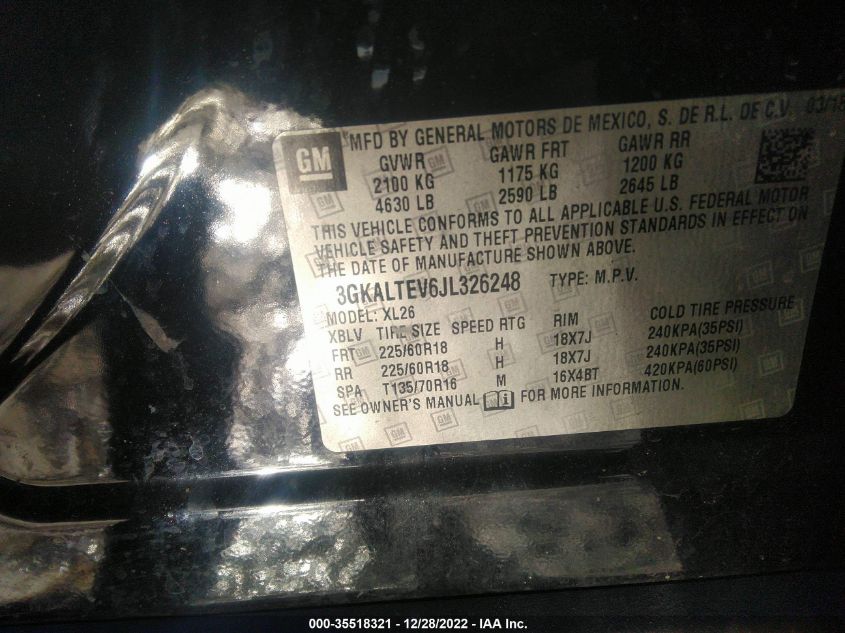 GM
MFD BY GENERAL MOTORS DE MEXICO, S. DE R.L. DE C.V. 03/18
GVWR GAWR FRT GAWR RR
2100 KG 1175 KG 1200 KG
4630 LB 2590 LB 2645 LB
THIS VEHICLE CONFORMS TO ALL APPLICABLE U.S. FEDERAL MOTOR
VEHICLE SAFETY AND THEFT PREVENTION STANDARDS IN EFFECT ON
THE DATE OF MANUFACTURE SHOWN ABOVE.
3GKALTEV6JL326248 TYPE: M.P.V.
MODEL: XL26
XBLV TIRE SIZE SPEED RTG RIM COLD TIRE PRESSURE
FRT 225/60R18 H 18X7J 240KPA(35PSI)
RR 225/60R18 H 18X7J 240KPA(35PSI)
SPA T135/70R16 M 16X4BT 420KPA(60PSI)
SEE OWNER'S MANUAL FOR MORE INFORMATION.
000-35518321 - 12/28/2022 - IAA Inc.